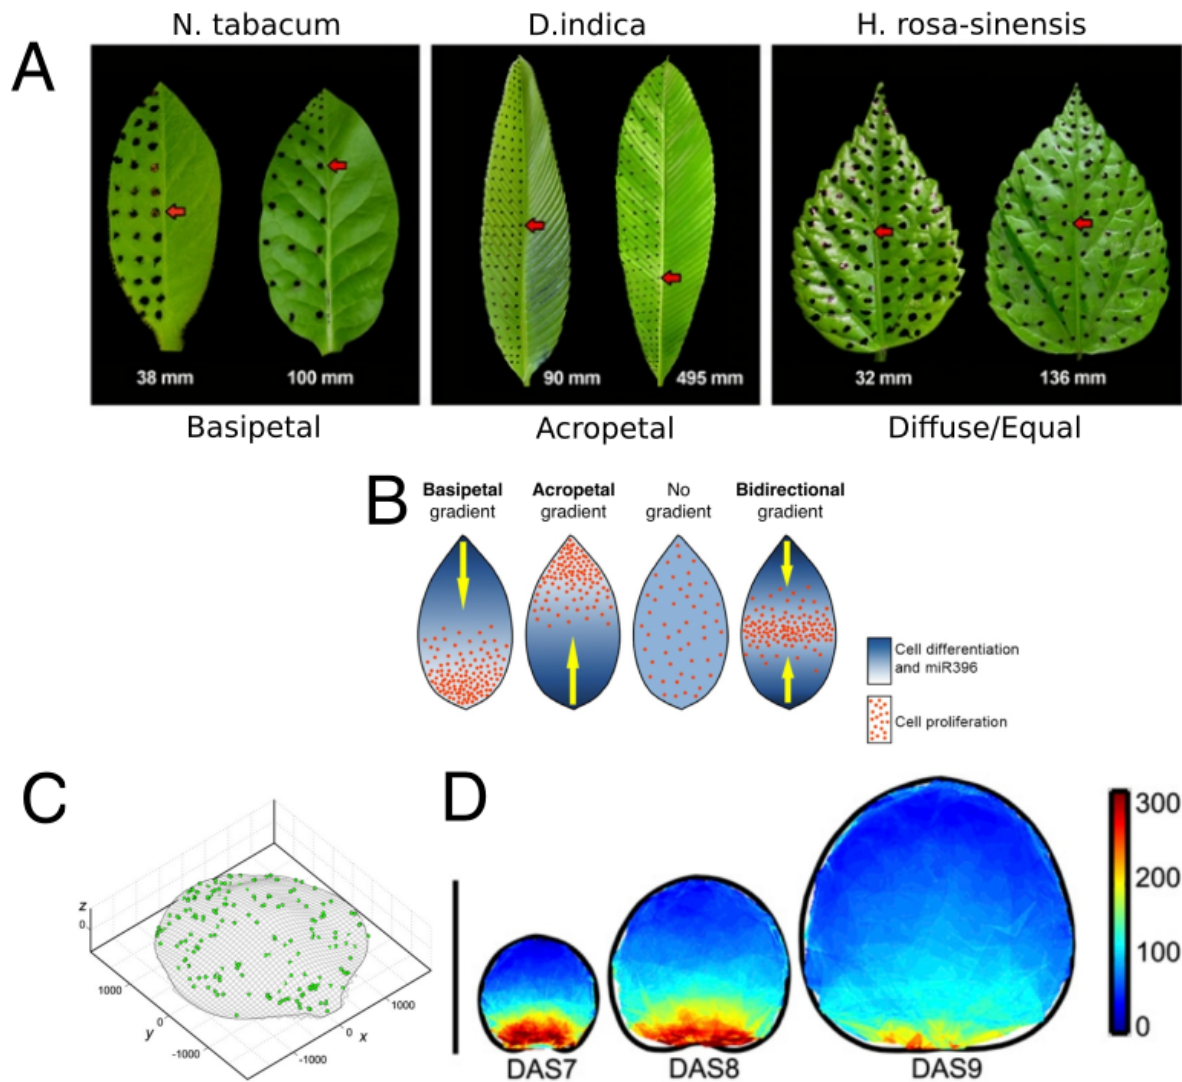 N. tabacum
D.indica
H. rosa-sinensis
A
38 mm
100 mm
90 mm
495 mm
32 mm
136 mm
Basipetal
Acropetal
Diffuse/Equal
B
Basipetal
gradient
Acropetal
gradient
No
gradient
Bidirectional
gradient
Cell differentiation
and miR396
Cell proliferation
C
z
0
1000
y
0
-1000
1000
0
x
-1000
D
DAS7
DAS8
DAS9
300
200
100
0